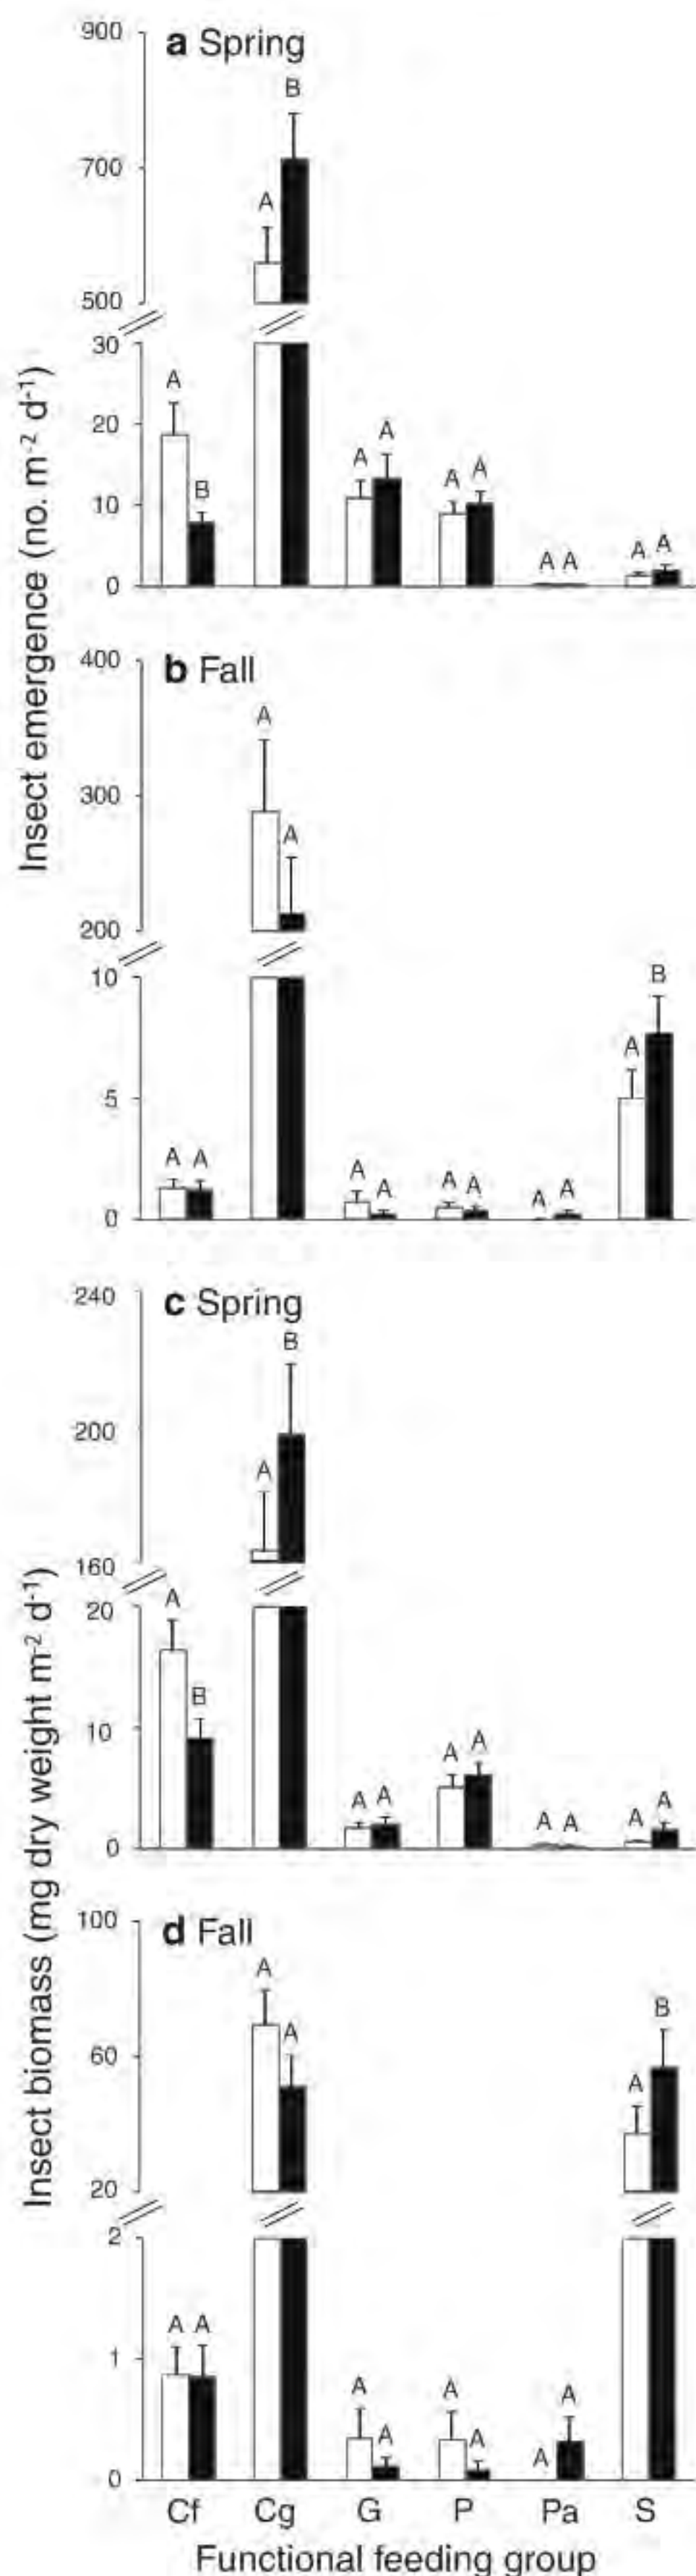 a Spring
900
700
500
30
20
10
0
B
A
A
B
A
A
A
A
A A
A
A
Insect emergence (no. m⁻² d⁻¹)
b Fall
400
300
200
10
5
0
A
A
A
A
A
A
A
A
A
A
A
B
c Spring
240
200
160
20
10
0
B
A
A
B
A
A
A
A
A A
A
A
Insect biomass (mg dry weight m⁻² d⁻¹)
d Fall
100
60
20
2
1
0
A
A
A
B
A A
A
A
A
A
A
A
Cf Cg G P Pa S
Functional feeding group